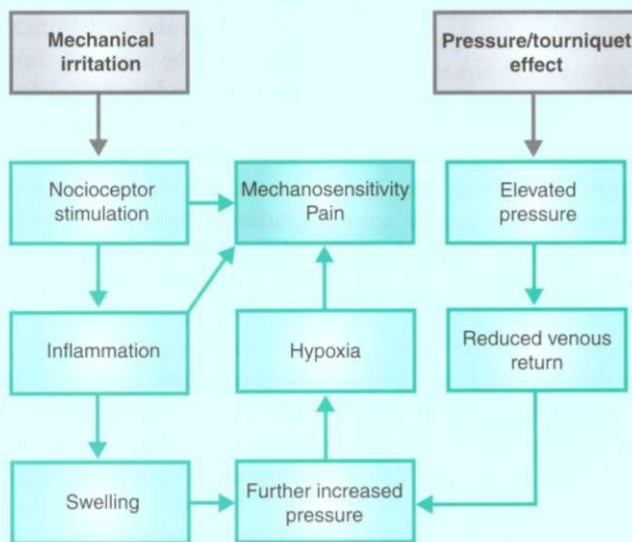 Mechanical
irritation
Pressure/tourniquet
effect
Nocioceptor
stimulation
Mechanosensitivity
Pain
Elevated
pressure
Inflammation
Hypoxia
Reduced venous
return
Swelling
Further increased
pressure